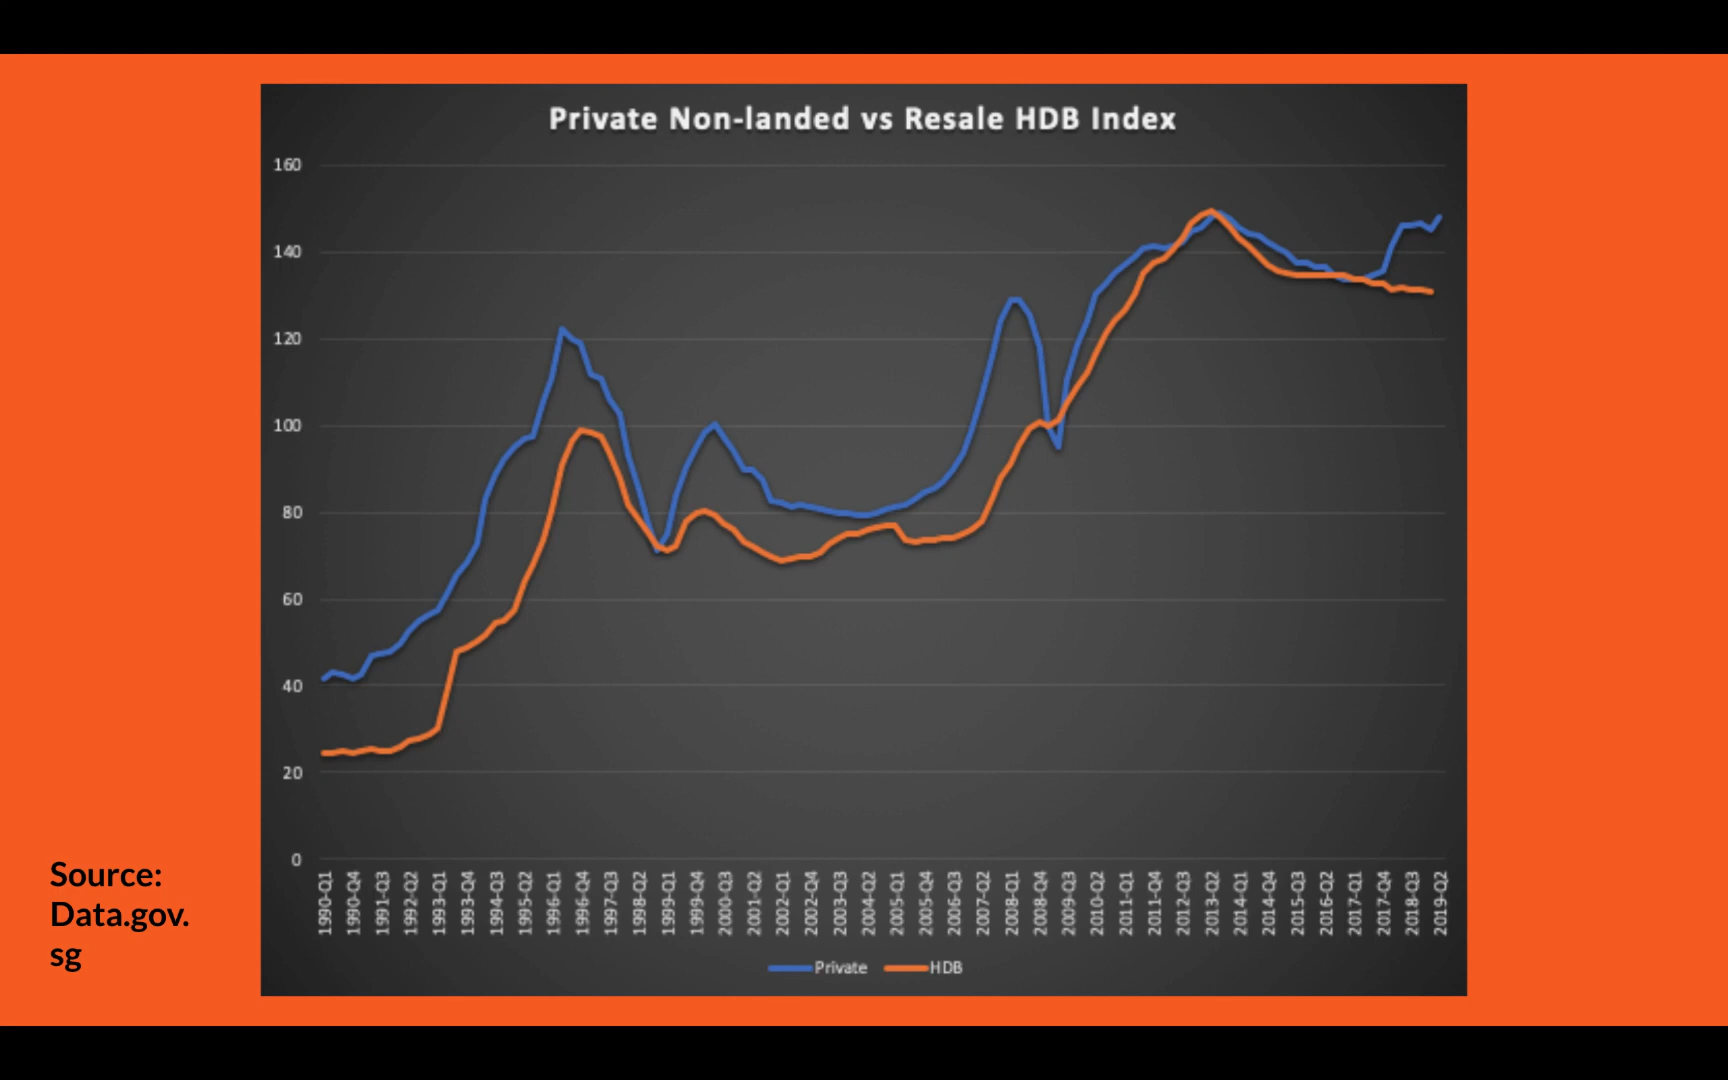 Private Non-landed vs Resale HDB Index
160
140
120
100
80
60
40
20
0
1990-Q1
1990-Q4
1991-Q3
1992-Q2
1993-Q1
1993-Q4
1994-Q3
1995-Q2
1996-Q1
1996-Q4
1997-Q3
1998-Q2
1999-Q1
1999-Q4
2000-Q3
2001-Q2
2002-Q1
2002-Q4
2003-Q3
2004-Q2
2005-Q1
2005-Q4
2006-Q3
2007-Q2
2008-Q1
2008-Q4
2009-Q3
2010-Q2
2011-Q1
2011-Q4
2012-Q3
2013-Q2
2014-Q1
2014-Q4
2015-Q3
2016-Q2
2017-Q1
2017-Q4
2018-Q3
2019-Q2
Private HDB
Source:
Data.gov.
sg